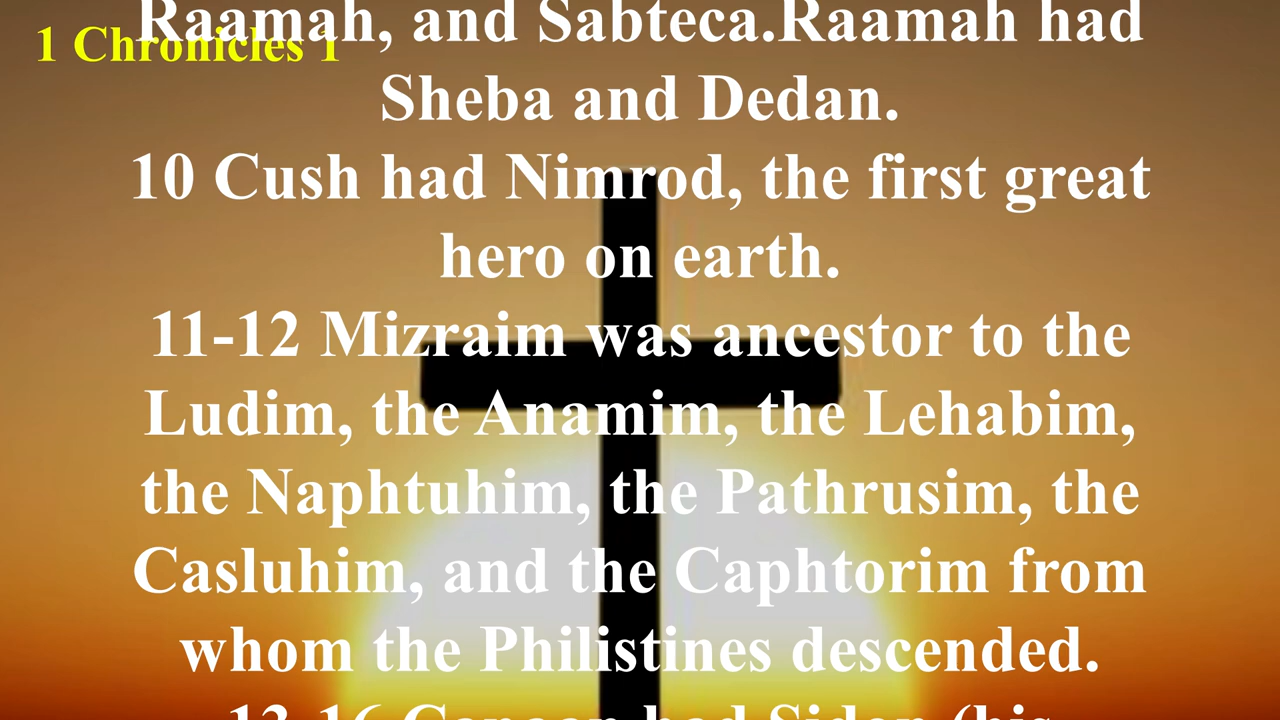 Raamah, and Sabteca.Raamah had
1 Chronicles 1
Sheba and Dedan.
10 Cush had Nimrod, the first great
hero on earth.
11-12 Mizraim was ancestor to the
Ludim, the Anamim, the Lehabim,
the Naphtuhim, the Pathrusim, the
Casluhim, and the Caphtorim from
whom the Philistines descended.
13-16 Canaan had Sidon (his